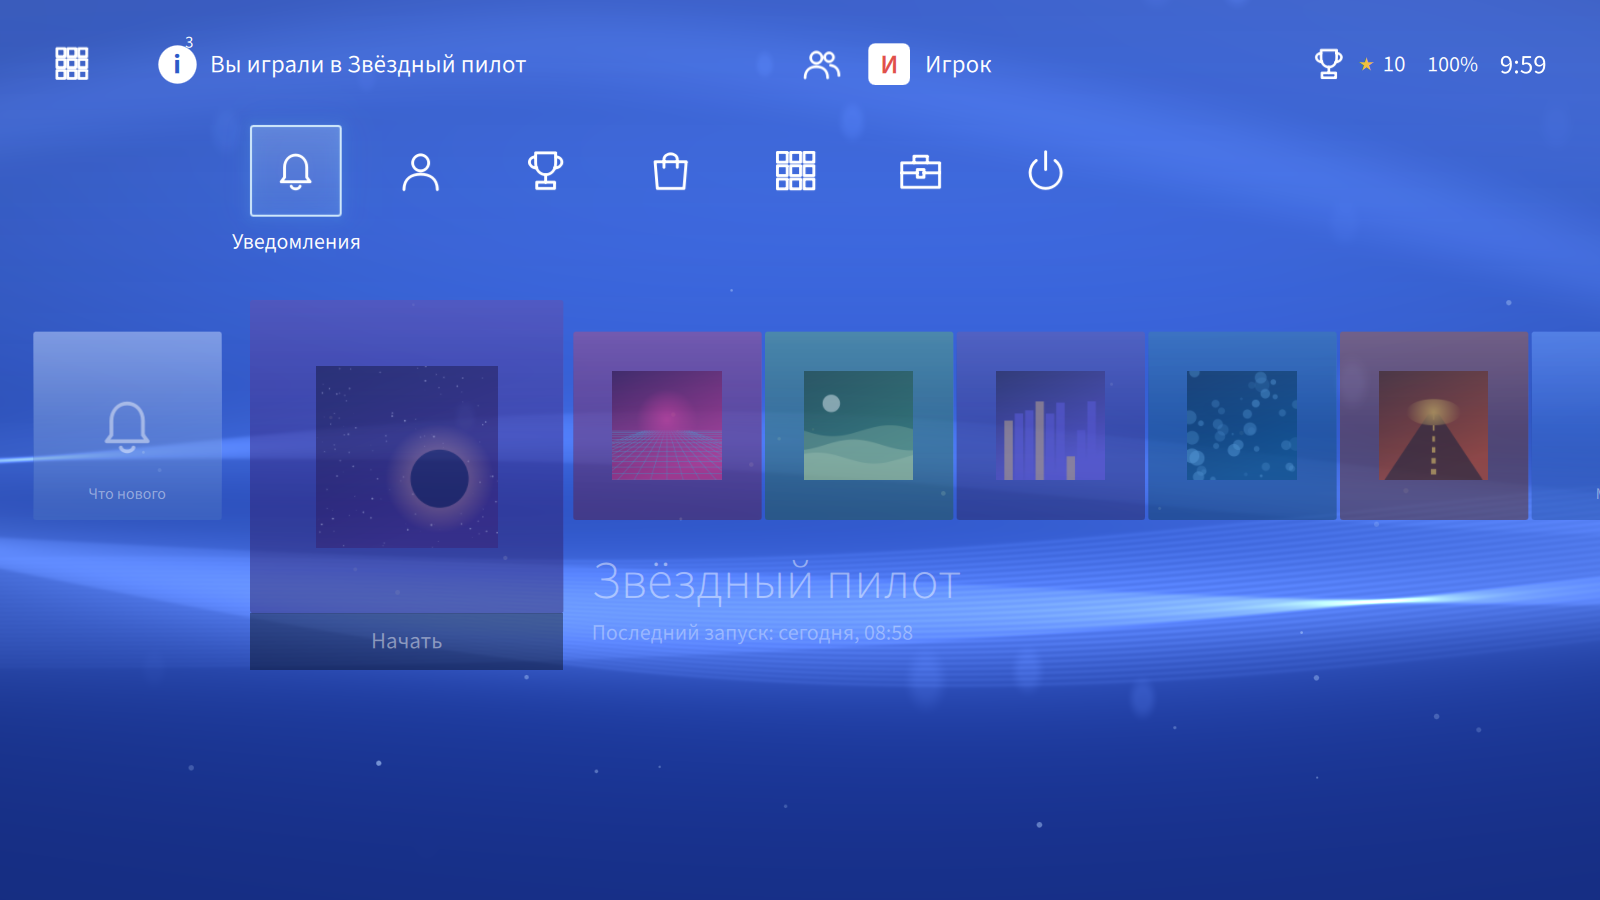 3
Вы играли в Звёздный пилот
И
Игрок
★ 10
100%
9:59
Уведомления
Что нового
Начать
Звёздный пилот
Последний запуск: сегодня, 08:58